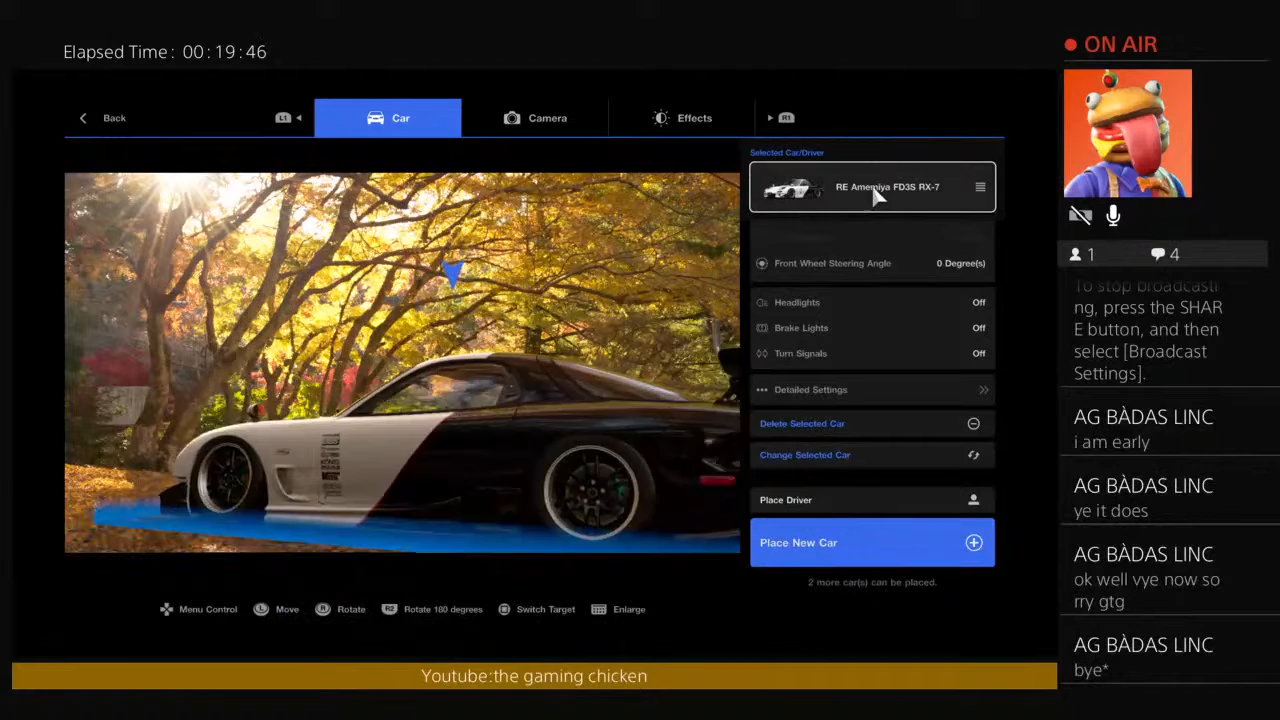 Elapsed Time: 00:19:46
ON AIR
Back
L1
Car
Camera
Effects
R1
Selected Car/Driver
RE Amemiya FD3S RX-7
Front Wheel Steering Angle 0 Degree(s)
Headlights Off
Brake Lights Off
Turn Signals Off
Detailed Settings
Delete Selected Car
Change Selected Car
Place Driver
Place New Car
2 more car(s) can be placed.
Menu Control
L Move
R Rotate
R2 Rotate 180 degrees
Switch Target
Enlarge
Youtube:the gaming chicken
1 4
To stop broadcasti
ng, press the SHAR
E button, and then
select [Broadcast
Settings].
AG BÀDAS LINC
i am early
AG BÀDAS LINC
ye it does
AG BÀDAS LINC
ok well vye now so
rry gtg
AG BÀDAS LINC
bye*